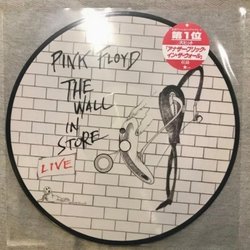 PINK FLOYD
THE
WALL
IN
STORE
LIVE
第1位
「アナザー・ブリック・
イン・ザ・ウォール」